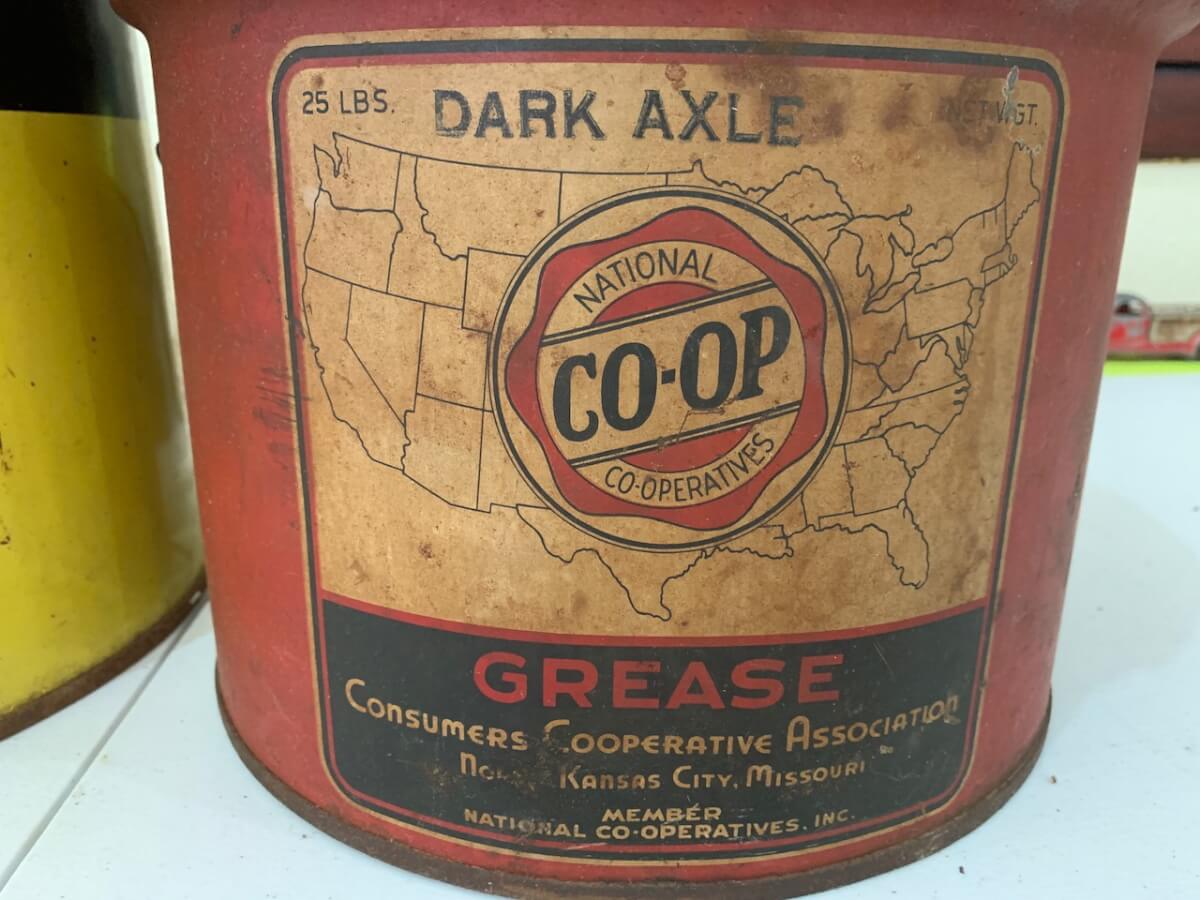 25 LBS. DARK AXLE NET WGT.
NATIONAL
CO-OP
CO-OPERATIVES
GREASE
CONSUMERS COOPERATIVE ASSOCIATION
KANSAS CITY, MISSOURI
MEMBER
NATIONAL CO-OPERATIVES, INC.